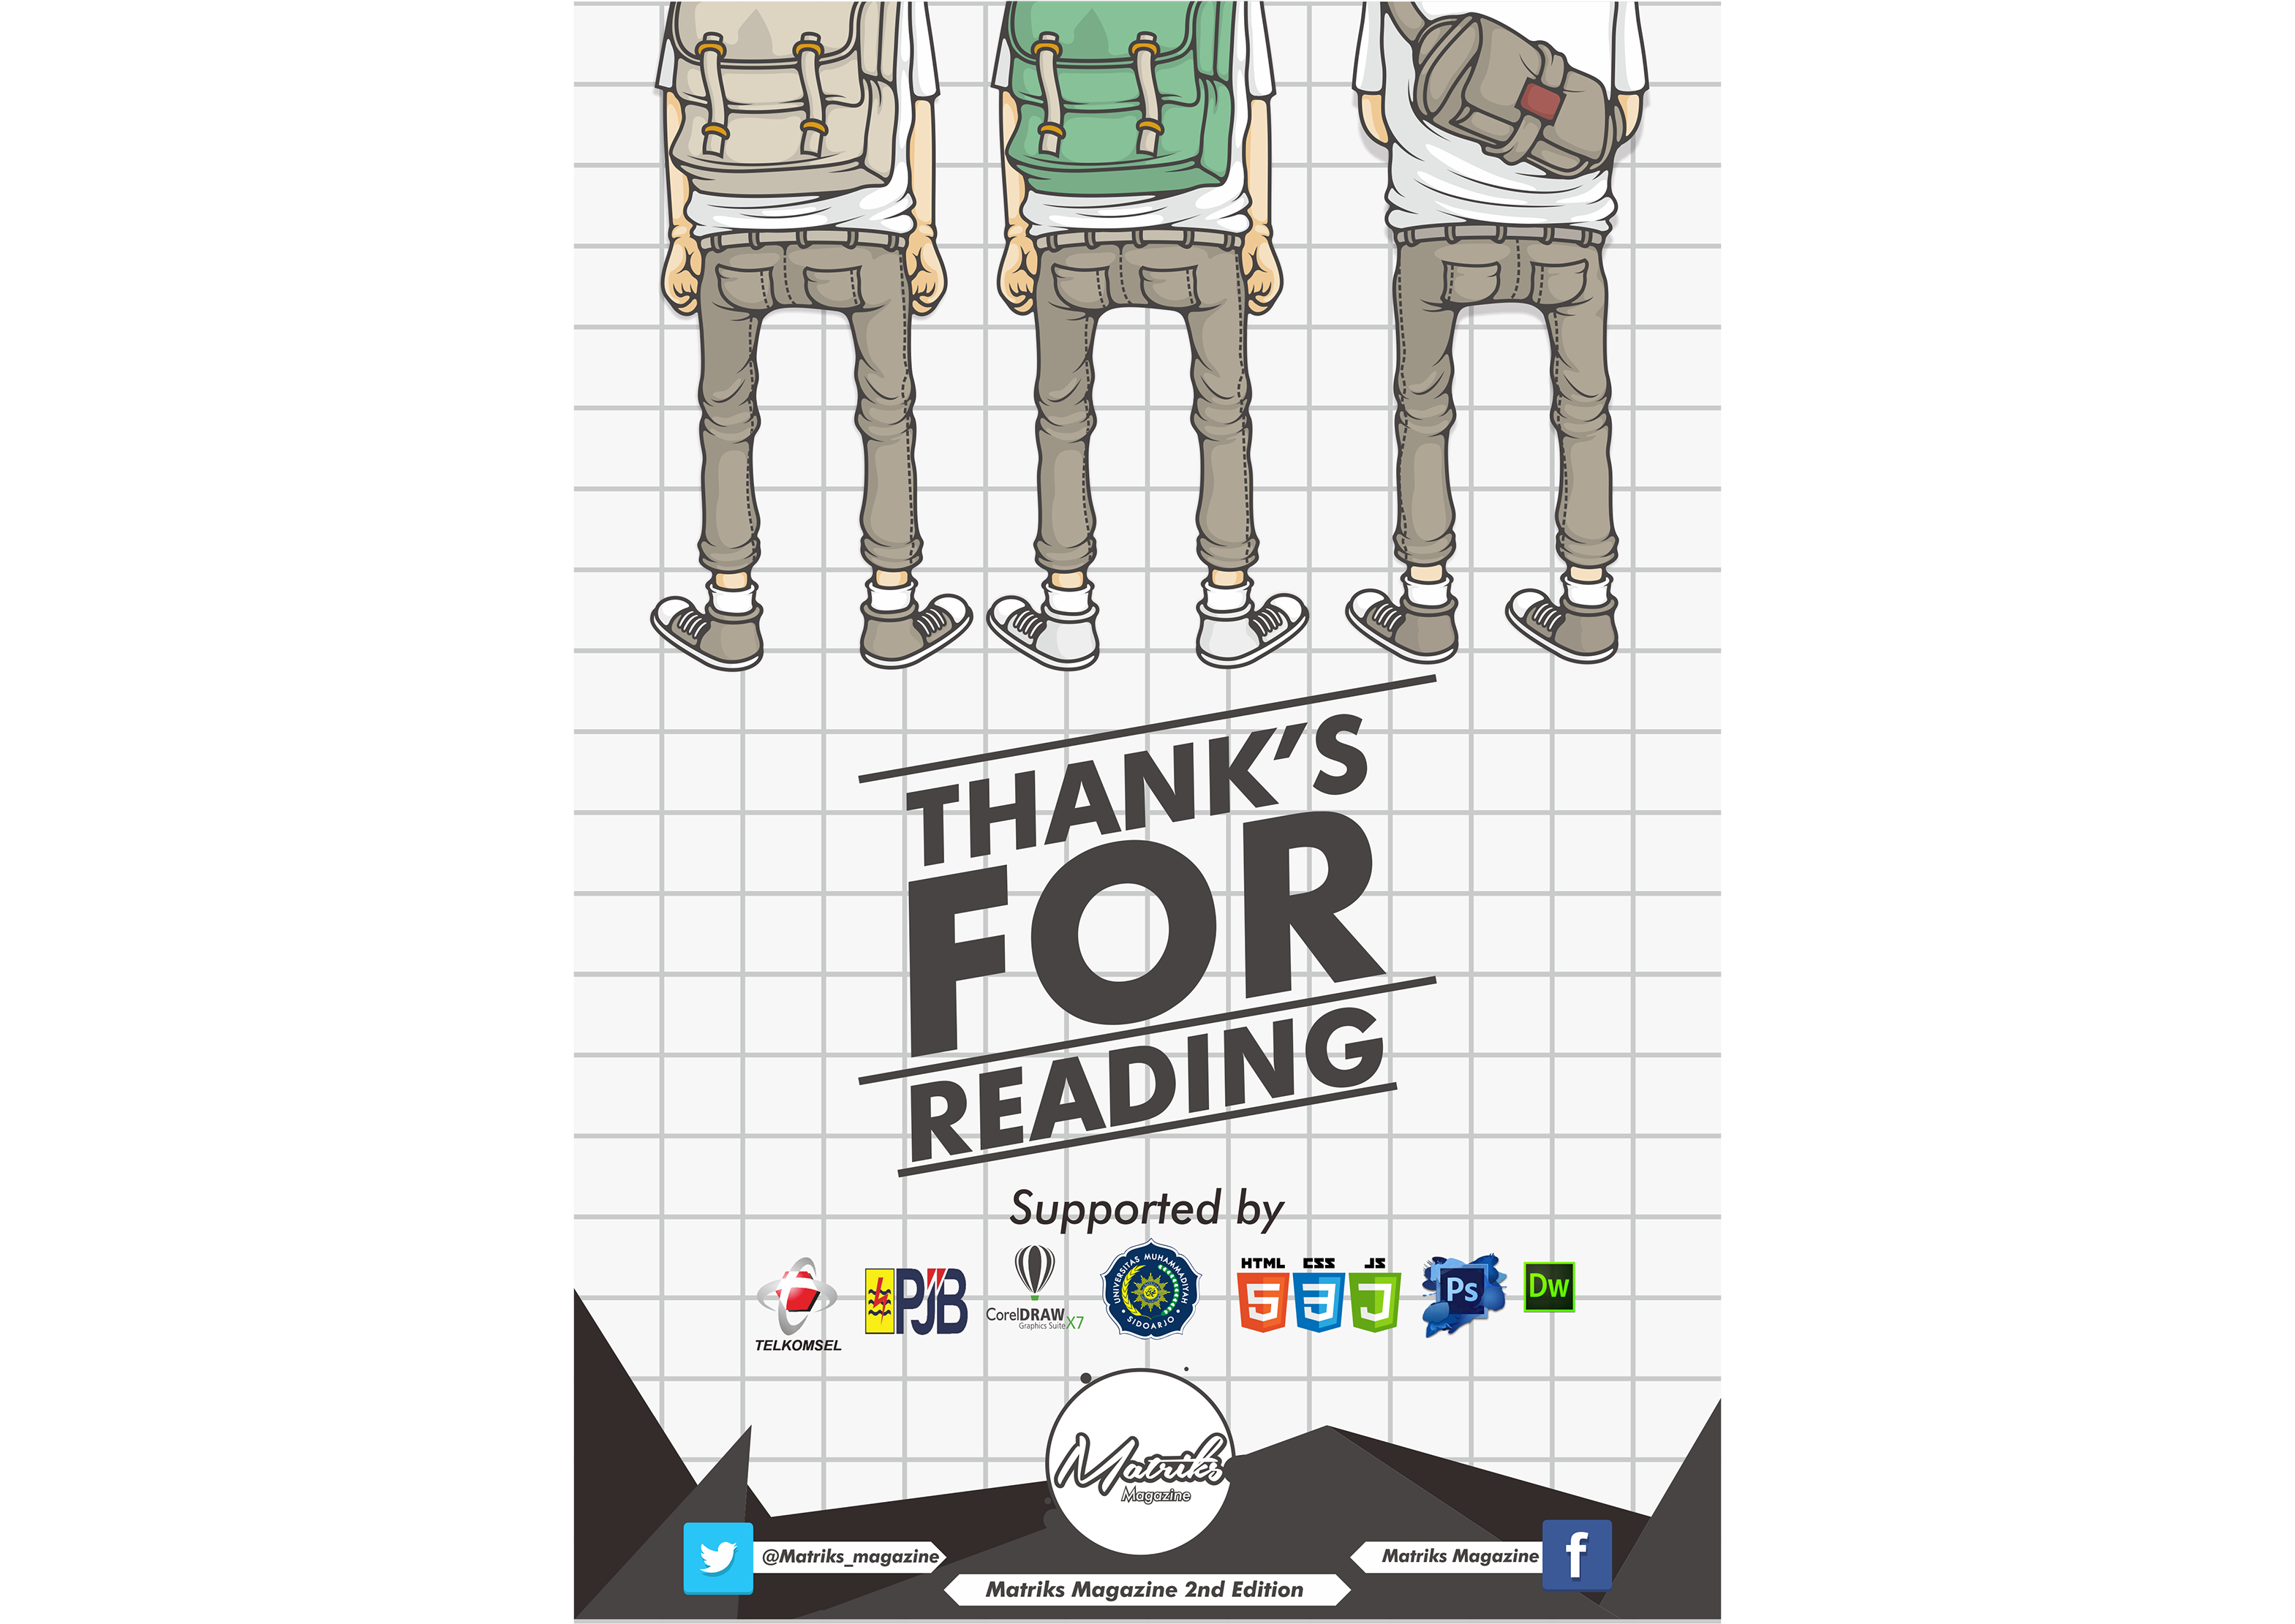 THANK'S
FOR
READING
Supported by
TELKOMSEL
PJB
CorelDRAW
Graphics Suite X7
UNIVERSITAS MUHAMMADIYAH
SIDOARJO
HTML CSS JS
5 3
Ps
Dw
Matriks
Magazine
@Matriks_magazine
Matriks Magazine
f
Matriks Magazine 2nd Edition